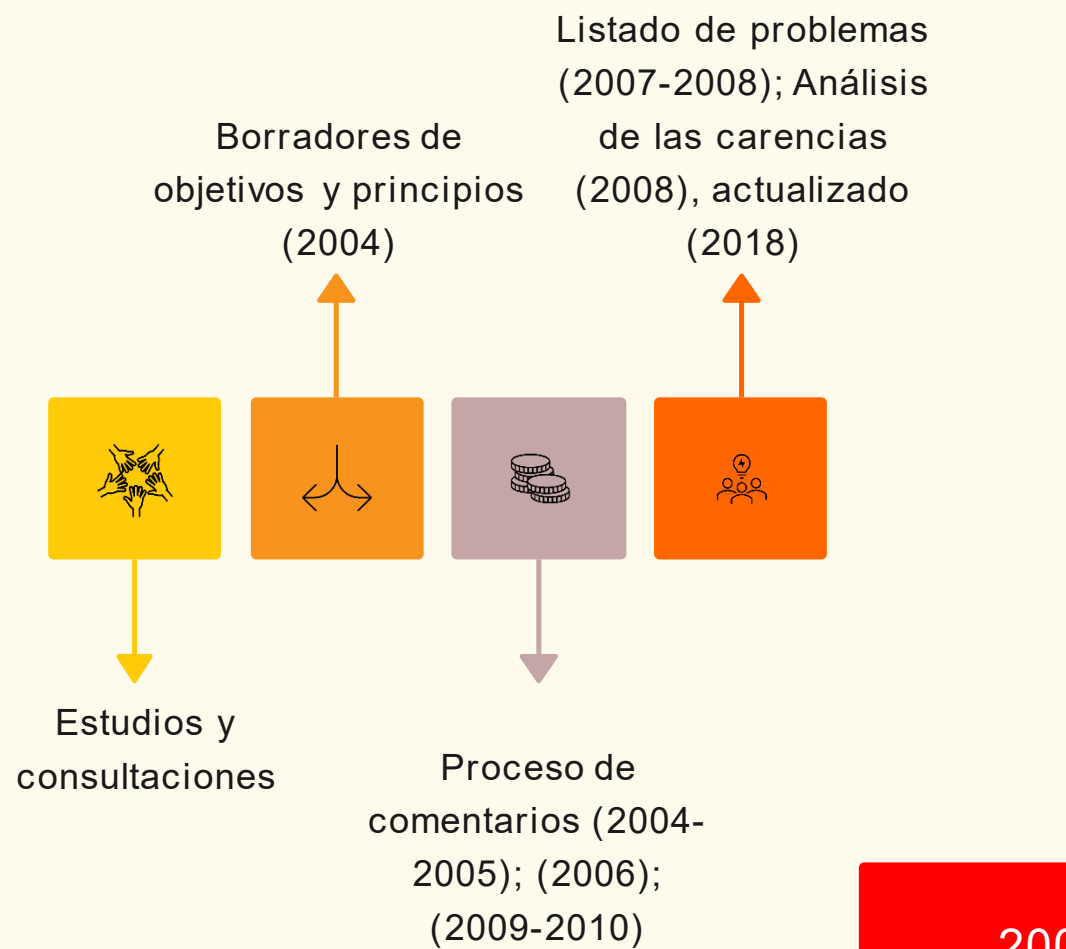 Listado de problemas
(2007-2008); Análisis
de las carencias
(2008), actualizado
(2018)
Borradores de
objetivos y principios
(2004)
Estudios y
consultaciones
Proceso de
comentarios (2004-
2005); (2006);
(2009-2010)